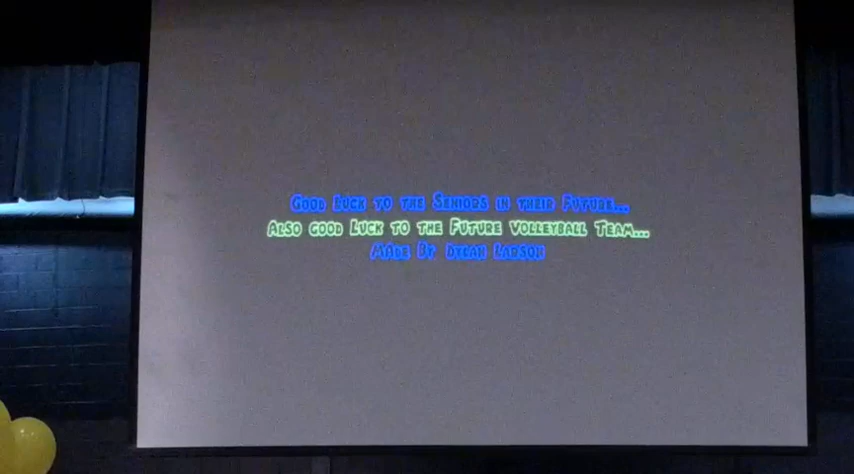 Good Luck to the Seniors in their Future...
Also good Luck to the Future Volleyball Team...
Made By Dylan Larson